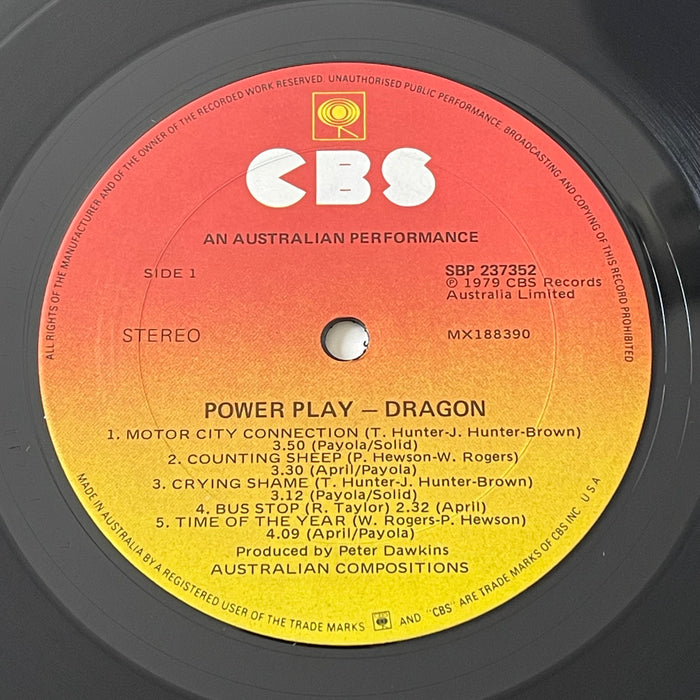 ALL RIGHTS OF THE MANUFACTURER AND OF THE OWNER OF THE RECORDED WORK RESERVED. UNAUTHORISED PUBLIC PERFORMANCE, BROADCASTING AND COPYING OF THIS RECORD PROHIBITED
CBS
AN AUSTRALIAN PERFORMANCE
SIDE 1
SBP 237352
℗ 1979 CBS Records
Australia Limited
STEREO
MX188390
POWER PLAY — DRAGON
1. MOTOR CITY CONNECTION (T. Hunter-J. Hunter-Brown)
3.50 (Payola/Solid)
2. COUNTING SHEEP (P. Hewson-W. Rogers)
3.30 (April/Payola)
3. CRYING SHAME (T. Hunter-J. Hunter-Brown)
3.12 (Payola/Solid)
4. BUS STOP (R. Taylor) 2.32 (April)
5. TIME OF THE YEAR (W. Rogers-P. Hewson)
4.09 (April/Payola)
Produced by Peter Dawkins
AUSTRALIAN COMPOSITIONS
MADE IN AUSTRALIA BY A REGISTERED USER OF THE TRADE MARKS CBS AND "CBS" ARE TRADE MARKS OF CBS INC U S A